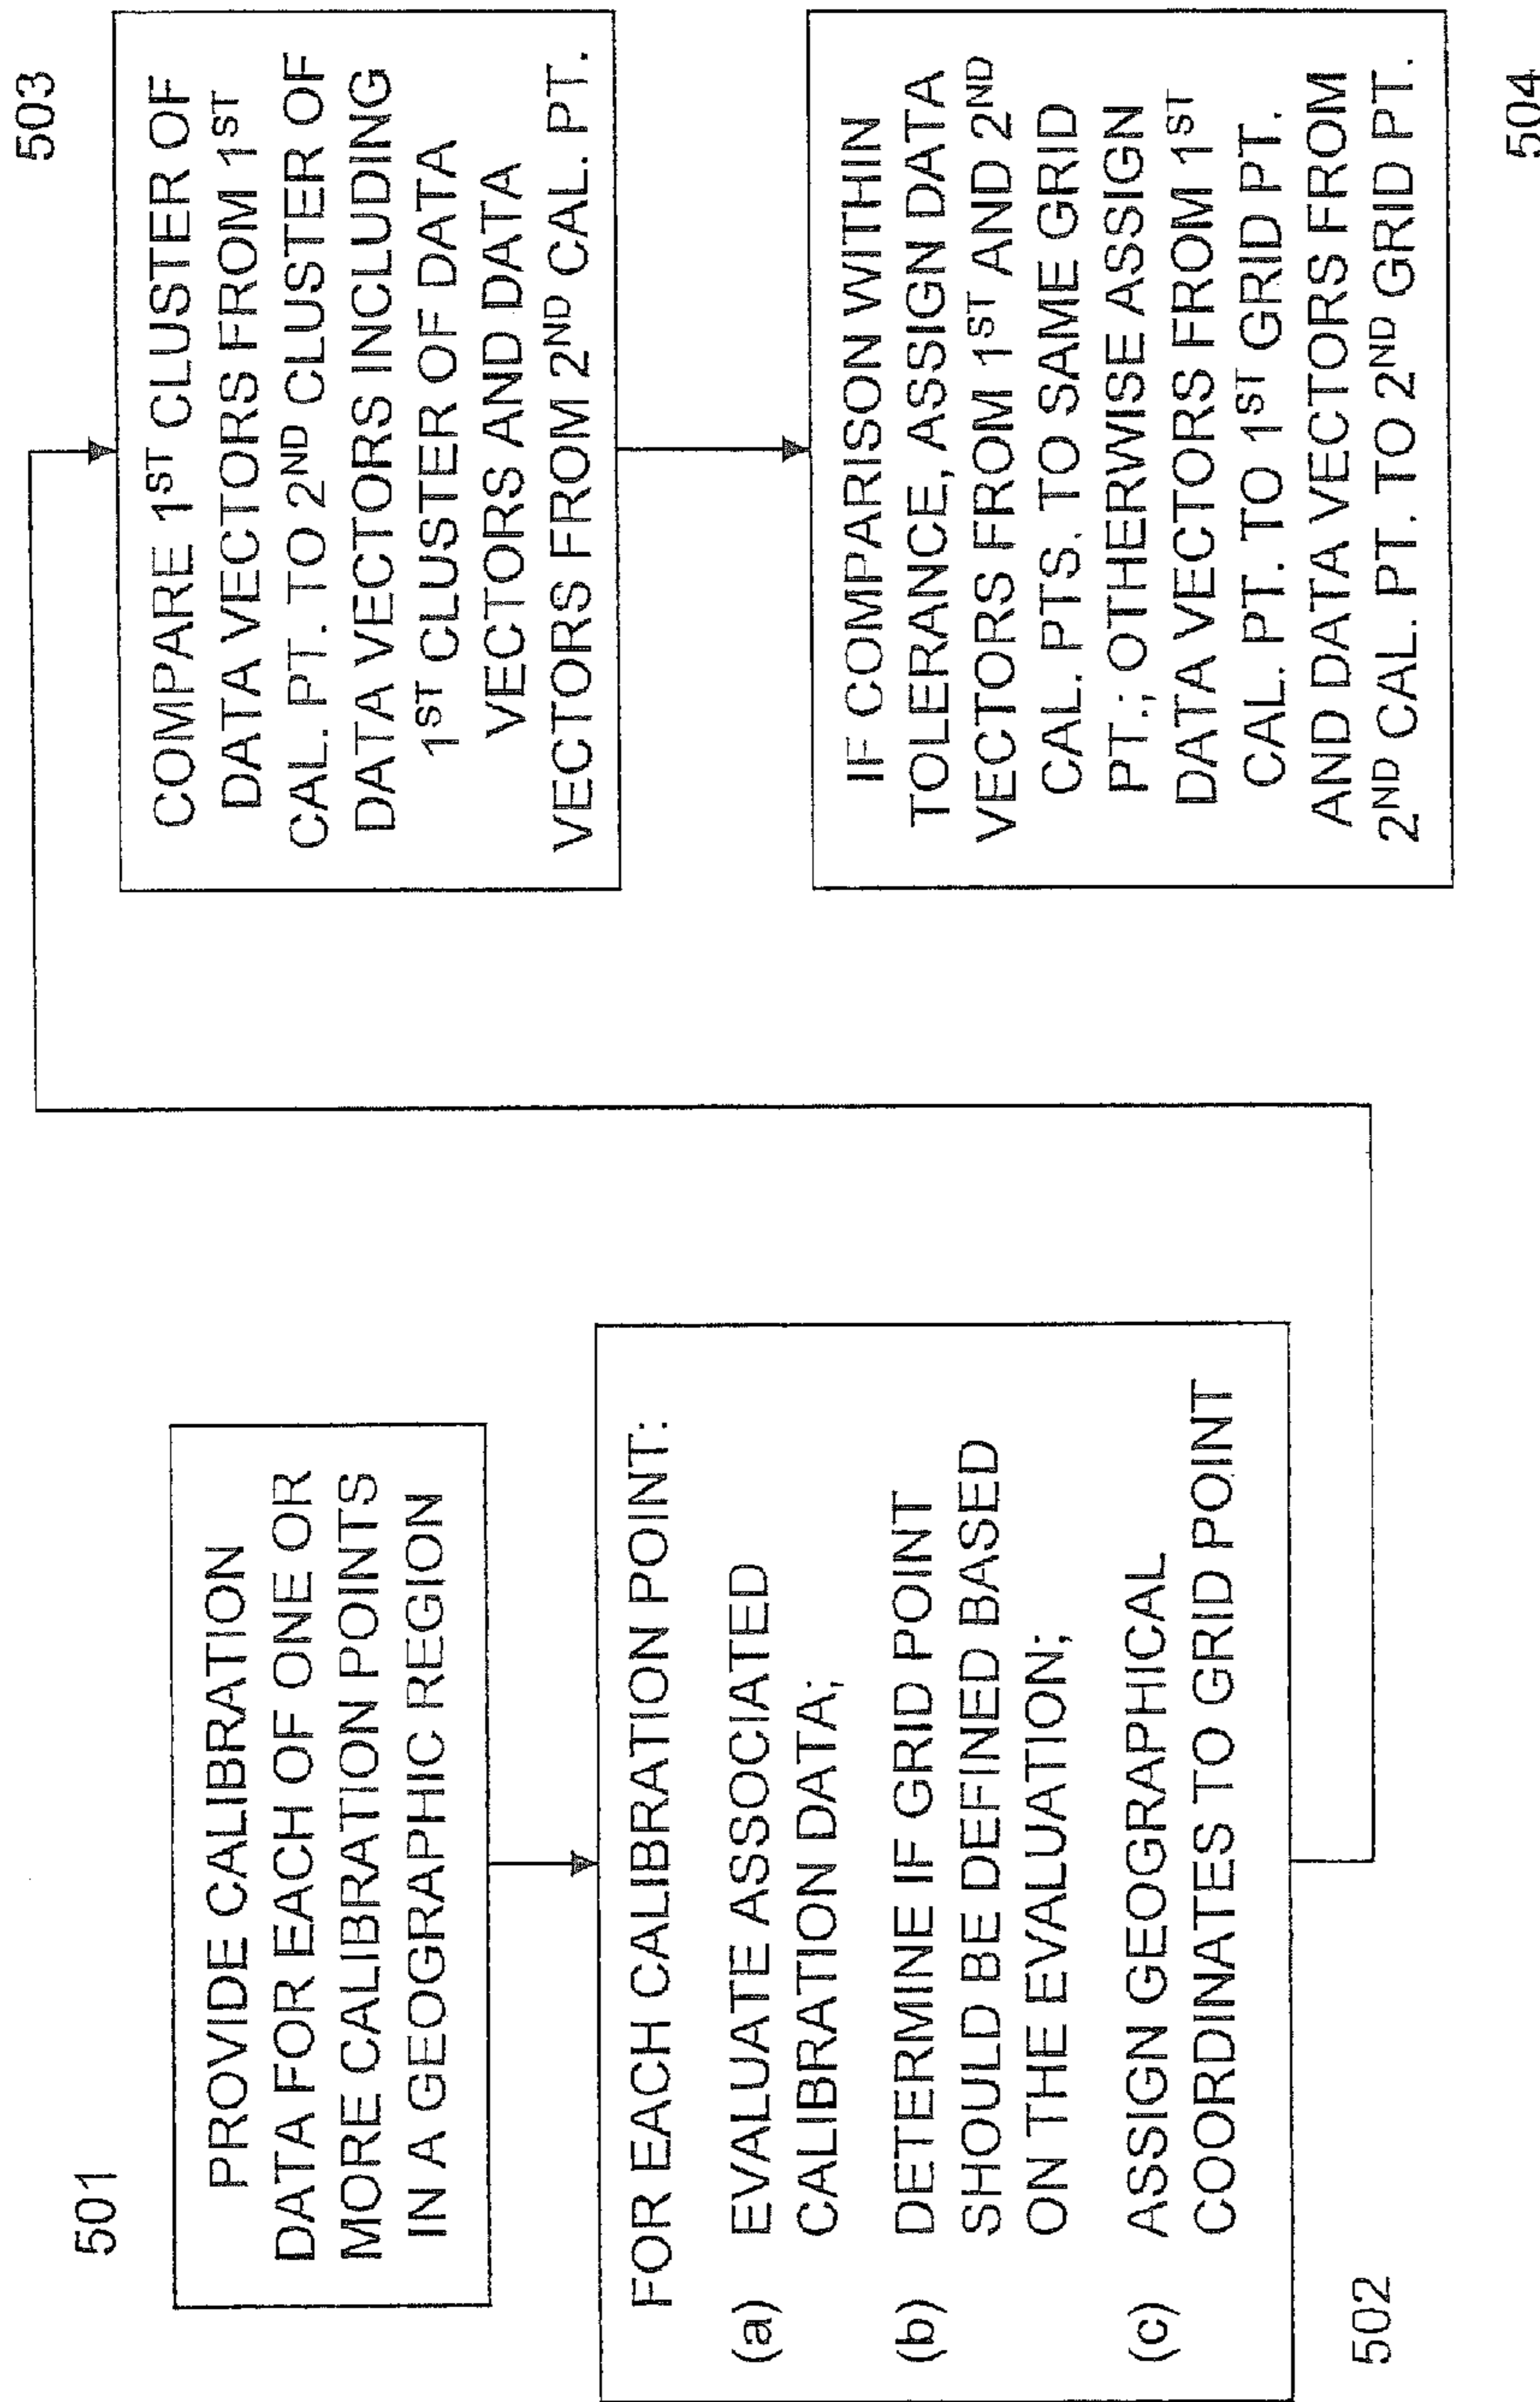 501
PROVIDE CALIBRATION
DATA FOR EACH OF ONE OR
MORE CALIBRATION POINTS
IN A GEOGRAPHIC REGION
FOR EACH CALIBRATION POINT:
(a) EVALUATE ASSOCIATED
CALIBRATION DATA;
(b) DETERMINE IF GRID POINT
SHOULD BE DEFINED BASED
ON THE EVALUATION;
(c) ASSIGN GEOGRAPHICAL
COORDINATES TO GRID POINT
502
503
COMPARE 1ST CLUSTER OF
DATA VECTORS FROM 1ST
CAL. PT. TO 2ND CLUSTER OF
DATA VECTORS INCLUDING
1ST CLUSTER OF DATA
VECTORS AND DATA
VECTORS FROM 2ND CAL. PT.
IF COMPARISON WITHIN
TOLERANCE, ASSIGN DATA
VECTORS FROM 1ST AND 2ND
CAL. PTS. TO SAME GRID
PT.; OTHERWISE ASSIGN
DATA VECTORS FROM 1ST
CAL. PT. TO 1ST GRID PT.
AND DATA VECTORS FROM
2ND CAL. PT. TO 2ND GRID PT.
504